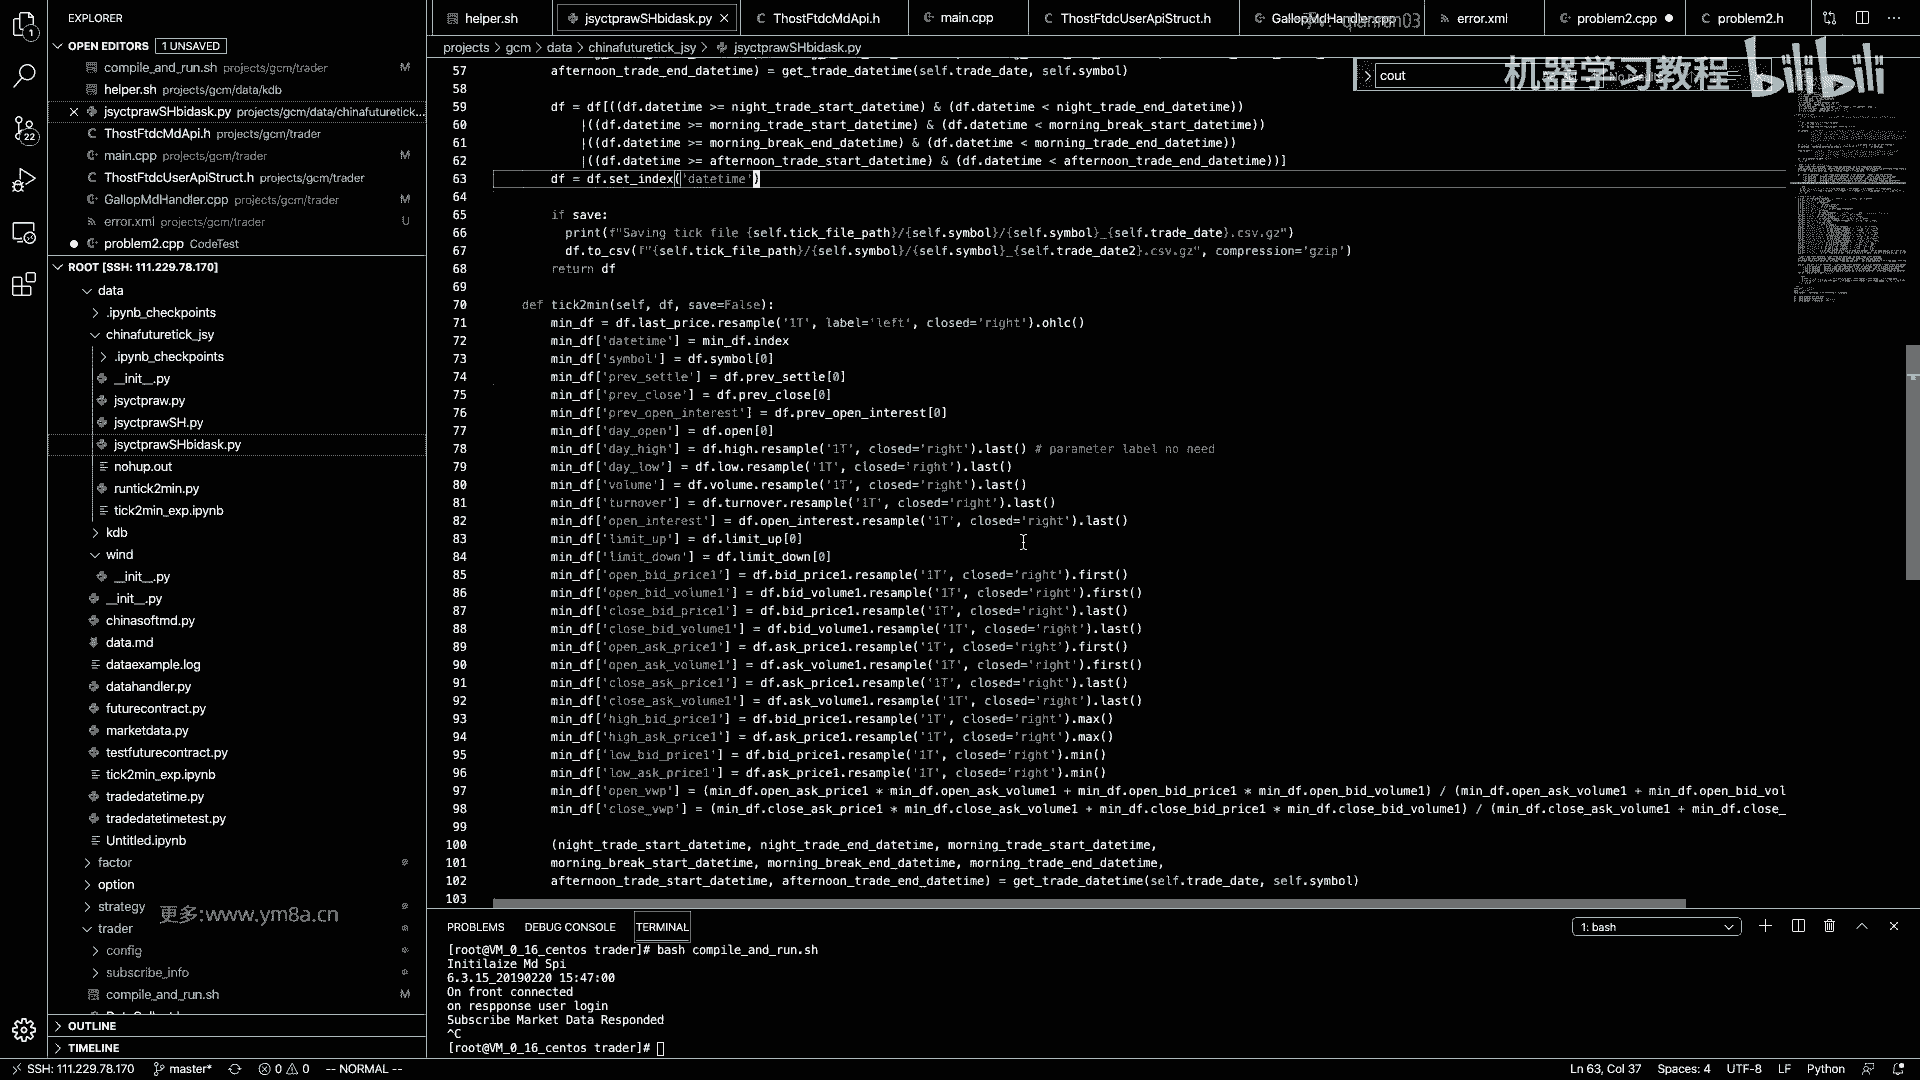 EXPLORER
OPEN EDITORS 1 UNSAVED
compile_and_run.sh projects/gcm/trader M
helper.sh projects/gcm/data/kdb
jsyctprawSHbidask.py projects/gcm/data/chinafuturetick...
ThostFtdcMdApi.h projects/gcm/trader
main.cpp projects/gcm/trader M
ThostFtdcUserApiStruct.h projects/gcm/trader
GallopMdHandler.cpp projects/gcm/trader M
error.xml projects/gcm/trader U
problem2.cpp CodeTest
ROOT [SSH: 111.229.78.170]
data
.ipynb_checkpoints
chinafuturetick_jsy
.ipynb_checkpoints
__init__.py
jsyctpraw.py
jsyctprawSH.py
jsyctprawSHbidask.py
nohup.out
runtick2min.py
tick2min_exp.ipynb
kdb
wind
__init__.py
__init__.py
chinasoftmd.py
data.md
dataexample.log
datahandler.py
futurecontract.py
marketdata.py
testfuturecontract.py
tick2min_exp.ipynb
tradedatetime.py
tradedatetimetest.py
Untitled.ipynb
factor
option
strategy
更多:www.ym8a.cn
trader
config
subscribe_info
compile_and_run.sh M
OUTLINE
TIMELINE
helper.sh
jsyctprawSHbidask.py
ThostFtdcMdApi.h
main.cpp
ThostFtdcUserApiStruct.h
GallopMdHandler.cpp
error.xml
problem2.cpp
problem2.h
projects > gcm > data > chinafuturetick_jsy > jsyctprawSHbidask.py
cout
机器学习教程 bilibili
57 afternoon_trade_end_datetime) = get_trade_datetime(self.trade_date, self.symbol)
58
59 df = df[((df.datetime >= night_trade_start_datetime) & (df.datetime < night_trade_end_datetime))
60 |((df.datetime >= morning_trade_start_datetime) & (df.datetime < morning_break_start_datetime))
61 |((df.datetime >= morning_break_end_datetime) & (df.datetime < morning_trade_end_datetime))
62 |((df.datetime >= afternoon_trade_start_datetime) & (df.datetime < afternoon_trade_end_datetime))]
63 df = df.set_index('datetime')
64
65 if save:
66 print(f"Saving tick file {self.tick_file_path}/{self.symbol}/{self.symbol}_{self.trade_date}.csv.gz")
67 df.to_csv(f"{self.tick_file_path}/{self.symbol}/{self.symbol}_{self.trade_date2}.csv.gz", compression='gzip')
68 return df
69
70 def tick2min(self, df, save=False):
71 min_df = df.last_price.resample('1T', label='left', closed='right').ohlc()
72 min_df['datetime'] = min_df.index
73 min_df['symbol'] = df.symbol[0]
74 min_df['prev_settle'] = df.prev_settle[0]
75 min_df['prev_close'] = df.prev_close[0]
76 min_df['prev_open_interest'] = df.prev_open_interest[0]
77 min_df['day_open'] = df.open[0]
78 min_df['day_high'] = df.high.resample('1T', closed='right').last() # parameter label no need
79 min_df['day_low'] = df.low.resample('1T', closed='right').last()
80 min_df['volume'] = df.volume.resample('1T', closed='right').last()
81 min_df['turnover'] = df.turnover.resample('1T', closed='right').last()
82 min_df['open_interest'] = df.open_interest.resample('1T', closed='right').last()
83 min_df['limit_up'] = df.limit_up[0]
84 min_df['limit_down'] = df.limit_down[0]
85 min_df['open_bid_price1'] = df.bid_price1.resample('1T', closed='right').first()
86 min_df['open_bid_volume1'] = df.bid_volume1.resample('1T', closed='right').first()
87 min_df['close_bid_price1'] = df.bid_price1.resample('1T', closed='right').last()
88 min_df['close_bid_volume1'] = df.bid_volume1.resample('1T', closed='right').last()
89 min_df['open_ask_price1'] = df.ask_price1.resample('1T', closed='right').first()
90 min_df['open_ask_volume1'] = df.ask_volume1.resample('1T', closed='right').first()
91 min_df['close_ask_price1'] = df.ask_price1.resample('1T', closed='right').last()
92 min_df['close_ask_volume1'] = df.ask_volume1.resample('1T', closed='right').last()
93 min_df['high_bid_price1'] = df.bid_price1.resample('1T', closed='right').max()
94 min_df['high_ask_price1'] = df.ask_price1.resample('1T', closed='right').max()
95 min_df['low_bid_price1'] = df.bid_price1.resample('1T', closed='right').min()
96 min_df['low_ask_price1'] = df.ask_price1.resample('1T', closed='right').min()
97 min_df['open_vwp'] = (min_df.open_ask_price1 * min_df.open_ask_volume1 + min_df.open_bid_price1 * min_df.open_bid_volume1) / (min_df.open_ask_volume1 + min_df.open_bid_vol
98 min_df['close_vwp'] = (min_df.close_ask_price1 * min_df.close_ask_volume1 + min_df.close_bid_price1 * min_df.close_bid_volume1) / (min_df.close_ask_volume1 + min_df.close_
99
100 (night_trade_start_datetime, night_trade_end_datetime, morning_trade_start_datetime,
101 morning_break_start_datetime, morning_break_end_datetime, morning_trade_end_datetime,
102 afternoon_trade_start_datetime, afternoon_trade_end_datetime) = get_trade_datetime(self.trade_date, self.symbol)
103
PROBLEMS DEBUG CONSOLE TERMINAL 1: bash
[root@VM_0_16_centos trader]# bash compile_and_run.sh
Initilaize Md Spi
6.3.15_20190220 15:47:00
On front connected
on respponse user login
Subscribe Market Data Responded
^C
[root@VM_0_16_centos trader]#
SSH: 111.229.78.170 master* 0 0 -- NORMAL -- Ln 63, Col 37 Spaces: 4 UTF-8 LF Python